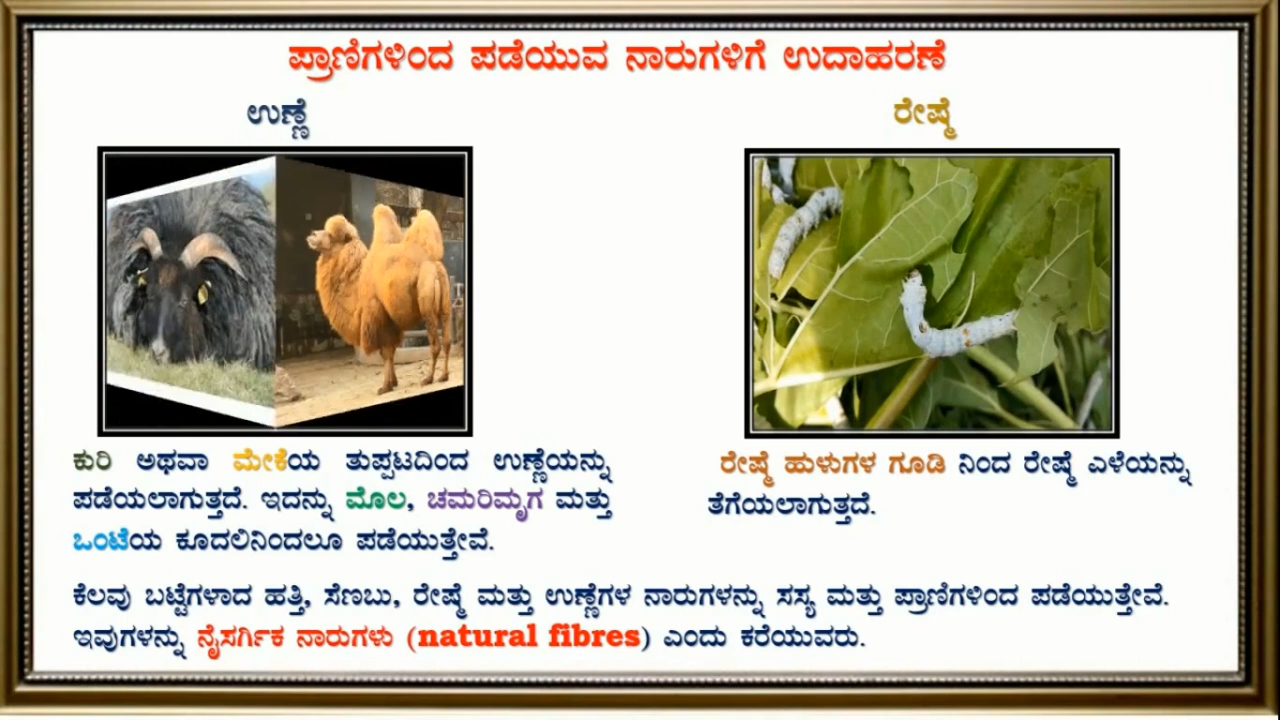 ಪ್ರಾಣಿಗಳಿಂದ ಪಡೆಯುವ ನಾರುಗಳಿಗೆ ಉದಾಹರಣೆ
ಉಣ್ಣೆ
ರೇಷ್ಮೆ
ಕುರಿ ಅಥವಾ ಮೇಕೆಯ ತುಪ್ಪಟದಿಂದ ಉಣ್ಣೆಯನ್ನು
ಪಡೆಯಲಾಗುತ್ತದೆ. ಇದನ್ನು ಮೊಲ, ಚಮರಿಮೃಗ ಮತ್ತು
ಒಂಟೆಯ ಕೂದಲಿನಿಂದಲೂ ಪಡೆಯುತ್ತೇವೆ.
ರೇಷ್ಮೆ ಹುಳುಗಳ ಗೂಡಿ ನಿಂದ ರೇಷ್ಮೆ ಎಳೆಯನ್ನು
ತೆಗೆಯಲಾಗುತ್ತದೆ.
ಕೆಲವು ಬಟ್ಟೆಗಳಾದ ಹತ್ತಿ, ಸೆಣಬು, ರೇಷ್ಮೆ ಮತ್ತು ಉಣ್ಣೆಗಳ ನಾರುಗಳನ್ನು ಸಸ್ಯ ಮತ್ತು ಪ್ರಾಣಿಗಳಿಂದ ಪಡೆಯುತ್ತೇವೆ.
ಇವುಗಳನ್ನು ನೈಸರ್ಗಿಕ ನಾರುಗಳು (natural fibres) ಎಂದು ಕರೆಯುವರು.